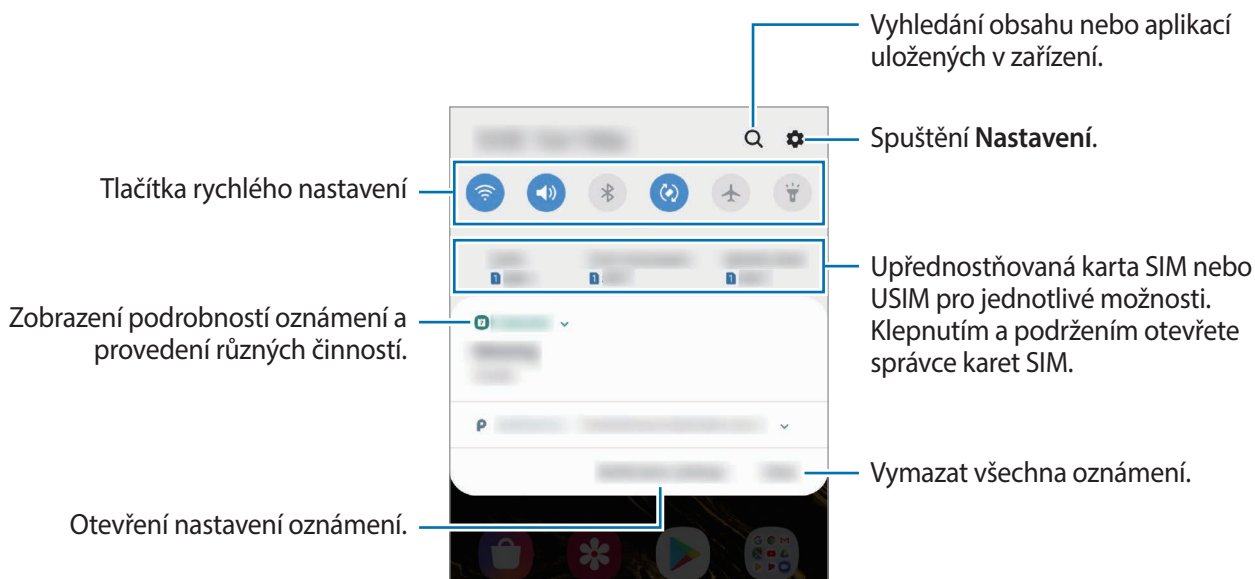 Vyhledání obsahu nebo aplikací
uložených v zařízení.
Spuštění Nastavení.
Tlačítka rychlého nastavení
Upřednostňovaná karta SIM nebo
USIM pro jednotlivé možnosti.
Klepnutím a podržením otevřete
správce karet SIM.
Zobrazení podrobností oznámení a
provedení různých činností.
Vymazat všechna oznámení.
Otevření nastavení oznámení.